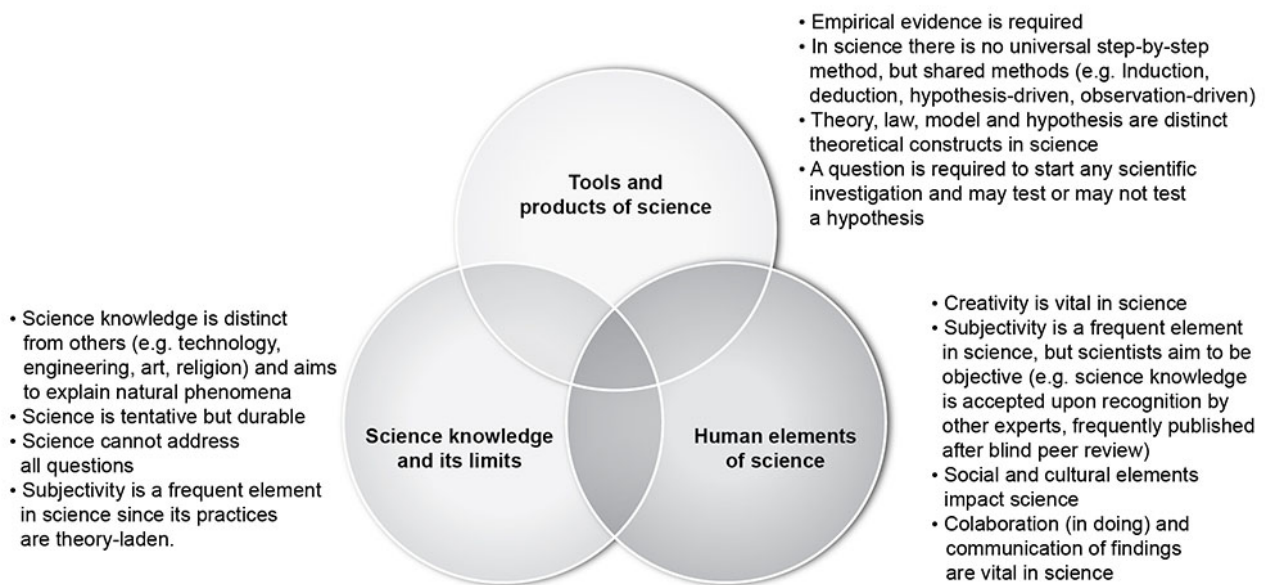 • Empirical evidence is required
• In science there is no universal step-by-step
method, but shared methods (e.g. Induction,
deduction, hypothesis-driven, observation-driven)
• Theory, law, model and hypothesis are distinct
theoretical constructs in science
• A question is required to start any scientific
investigation and may test or may not test
a hypothesis
Tools and
products of science
• Science knowledge is distinct
from others (e.g. technology,
engineering, art, religion) and aims
to explain natural phenomena
• Science is tentative but durable
• Science cannot address
all questions
• Subjectivity is a frequent element
in science since its practices
are theory-laden.
Science knowledge
and its limits
Human elements
of science
• Creativity is vital in science
• Subjectivity is a frequent element
in science, but scientists aim to be
objective (e.g. science knowledge
is accepted upon recognition by
other experts, frequently published
after blind peer review)
• Social and cultural elements
impact science
• Colaboration (in doing) and
communication of findings
are vital in science